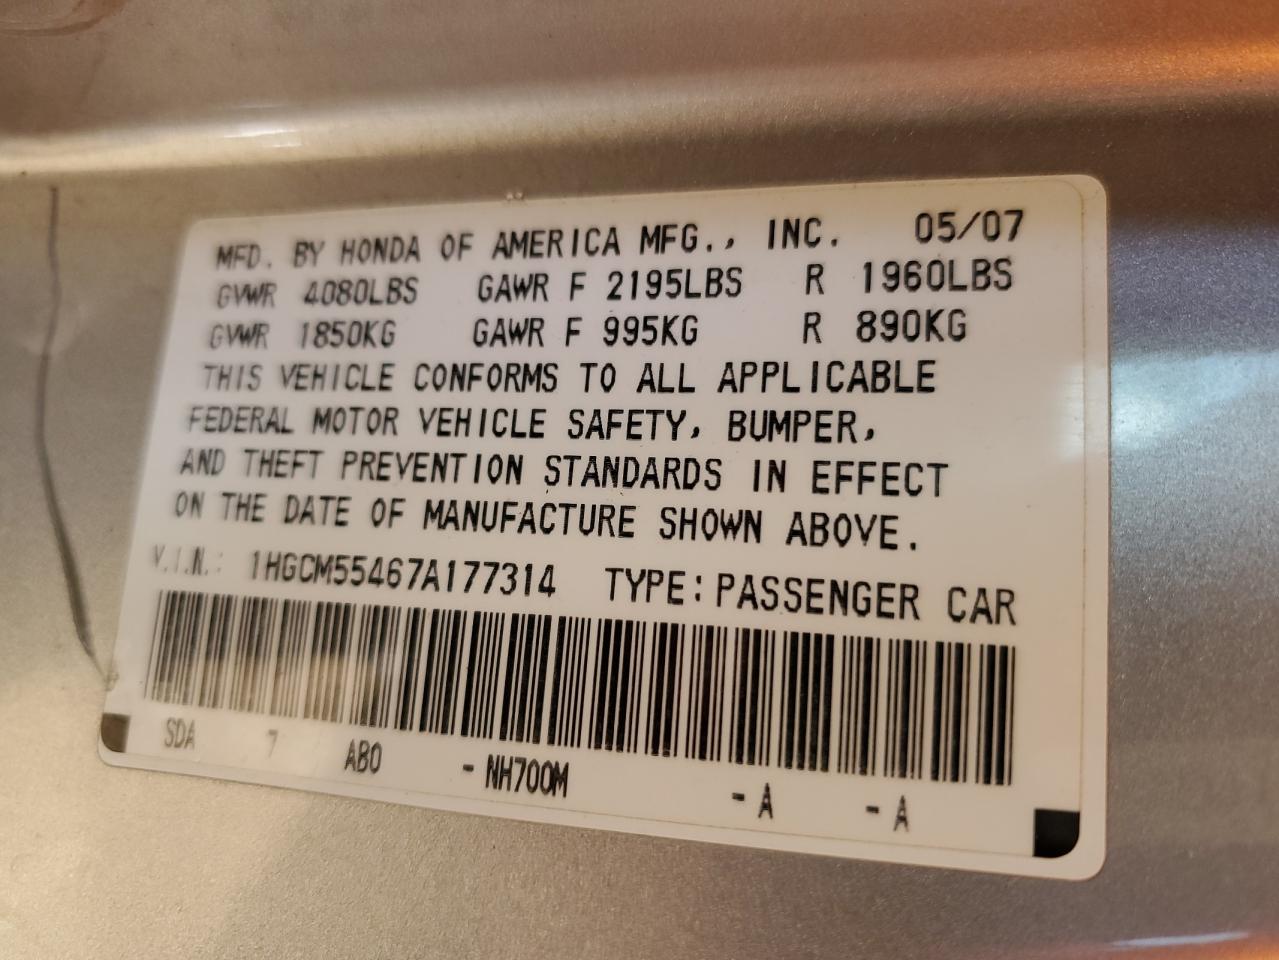 MFD. BY HONDA OF AMERICA MFG., INC. 05/07
GVWR 4080LBS GAWR F 2195LBS R 1960LBS
GVWR 1850KG GAWR F 995KG R 890KG
THIS VEHICLE CONFORMS TO ALL APPLICABLE
FEDERAL MOTOR VEHICLE SAFETY, BUMPER,
AND THEFT PREVENTION STANDARDS IN EFFECT
ON THE DATE OF MANUFACTURE SHOWN ABOVE.
V.I.N.: 1HGCM55467A177314 TYPE: PASSENGER CAR
SDA 7 AB0 - NH700M - A - A